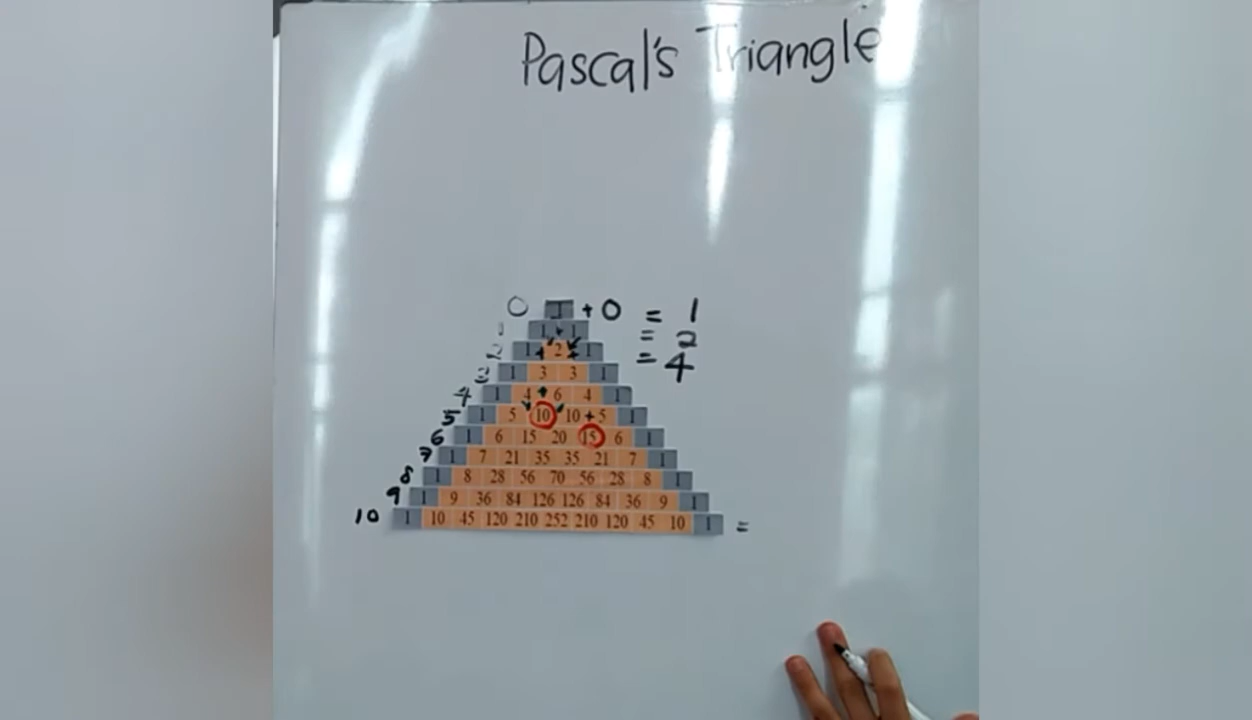 Pascal's Triangle
0 1 + 0 = 1
1 + 1 = 2
2 1 + 2 + 1 = 4
3 1 3 3 1
4 1 4 + 6 4 1
5 1 5 10 10 + 5 1
6 1 6 15 20 15 6 1
7 1 7 21 35 35 21 7 1
8 1 8 28 56 70 56 28 8 1
9 1 9 36 84 126 126 84 36 9 1
10 1 10 45 120 210 252 210 120 45 10 1 =